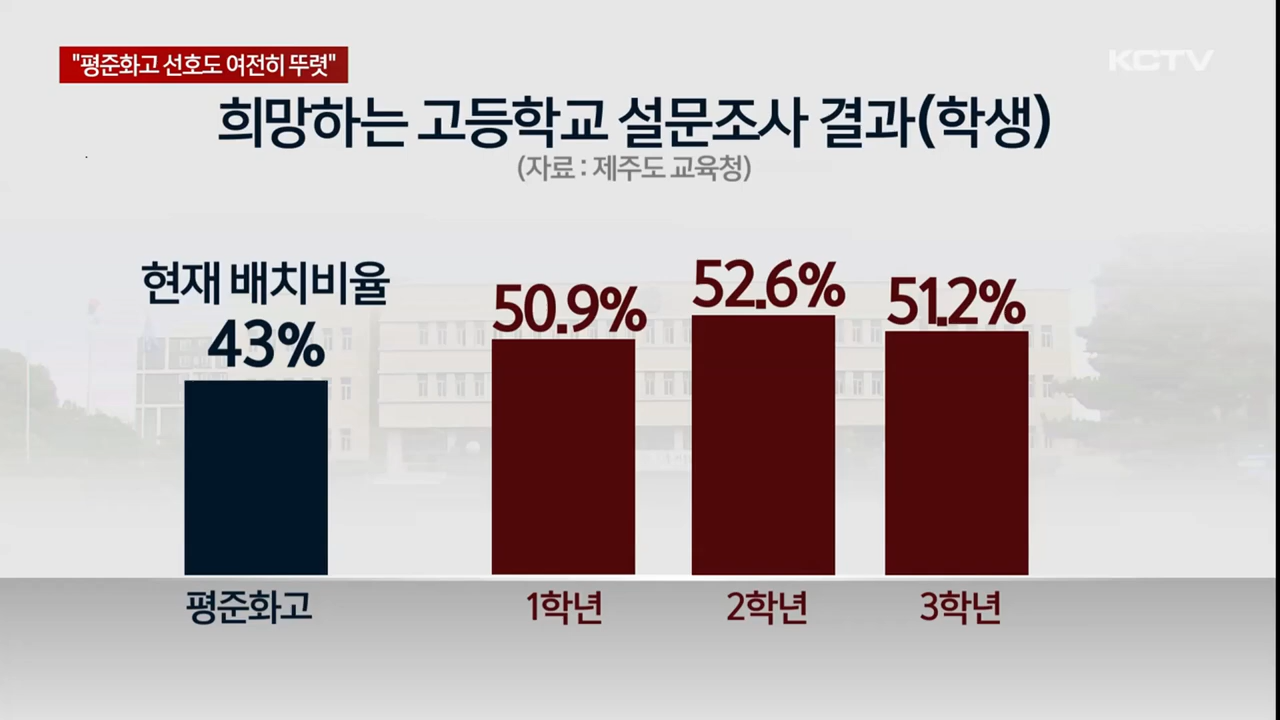 "평준화고 선호도 여전히 뚜렷"
KCTV
희망하는 고등학교 설문조사 결과(학생)
(자료 : 제주도 교육청)
현재 배치비율
43%
50.9%
52.6%
51.2%
평준화고
1학년
2학년
3학년